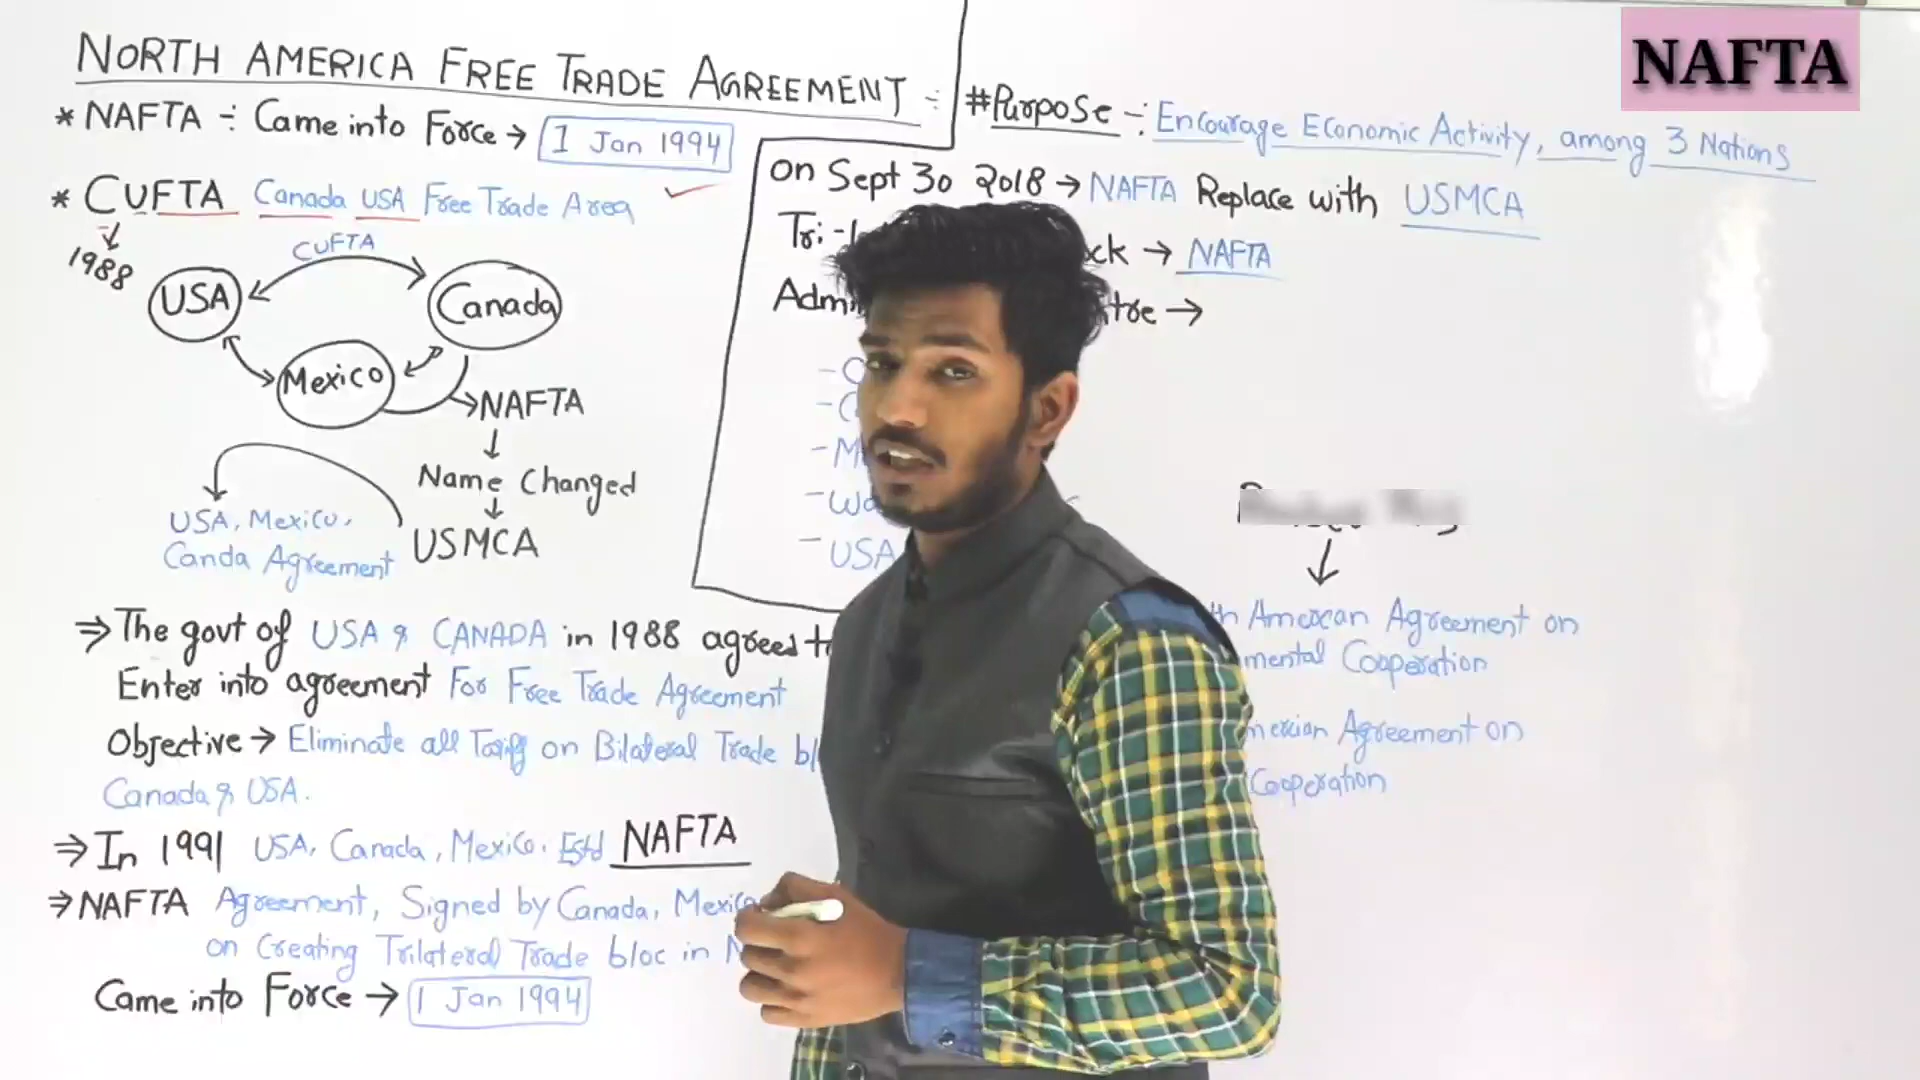 NAFTA
NORTH AMERICA FREE TRADE AGREEMENT :-
* NAFTA :- Came into Force → 1 Jan 1994
* CUFTA Canada USA Free Trade Area
1988
CUFTA
USA
Canada
Mexico
NAFTA
Name Changed
USMCA
USA, Mexico,
Canda Agreement
⇒ The govt of USA & CANADA in 1988 agreed
Enter into agreement For Free Trade Agreement
Objective → Eliminate all Tariff on Bilateral Trade
Canada & USA.
⇒ In 1991 USA, Canada, Mexico. Estd NAFTA
⇒ NAFTA Agreement, Signed by Canada, Mexico
on Creating Trilateral Trade bloc in
Came into Force → 1 Jan 1994
#Purpose :- Encourage Economic Activity, among 3 Nations
on Sept 30 2018 → NAFTA Replace with USMCA
Tri- → NAFTA
→
- USA
American Agreement on
Cooperation
Agreement on
Cooperation